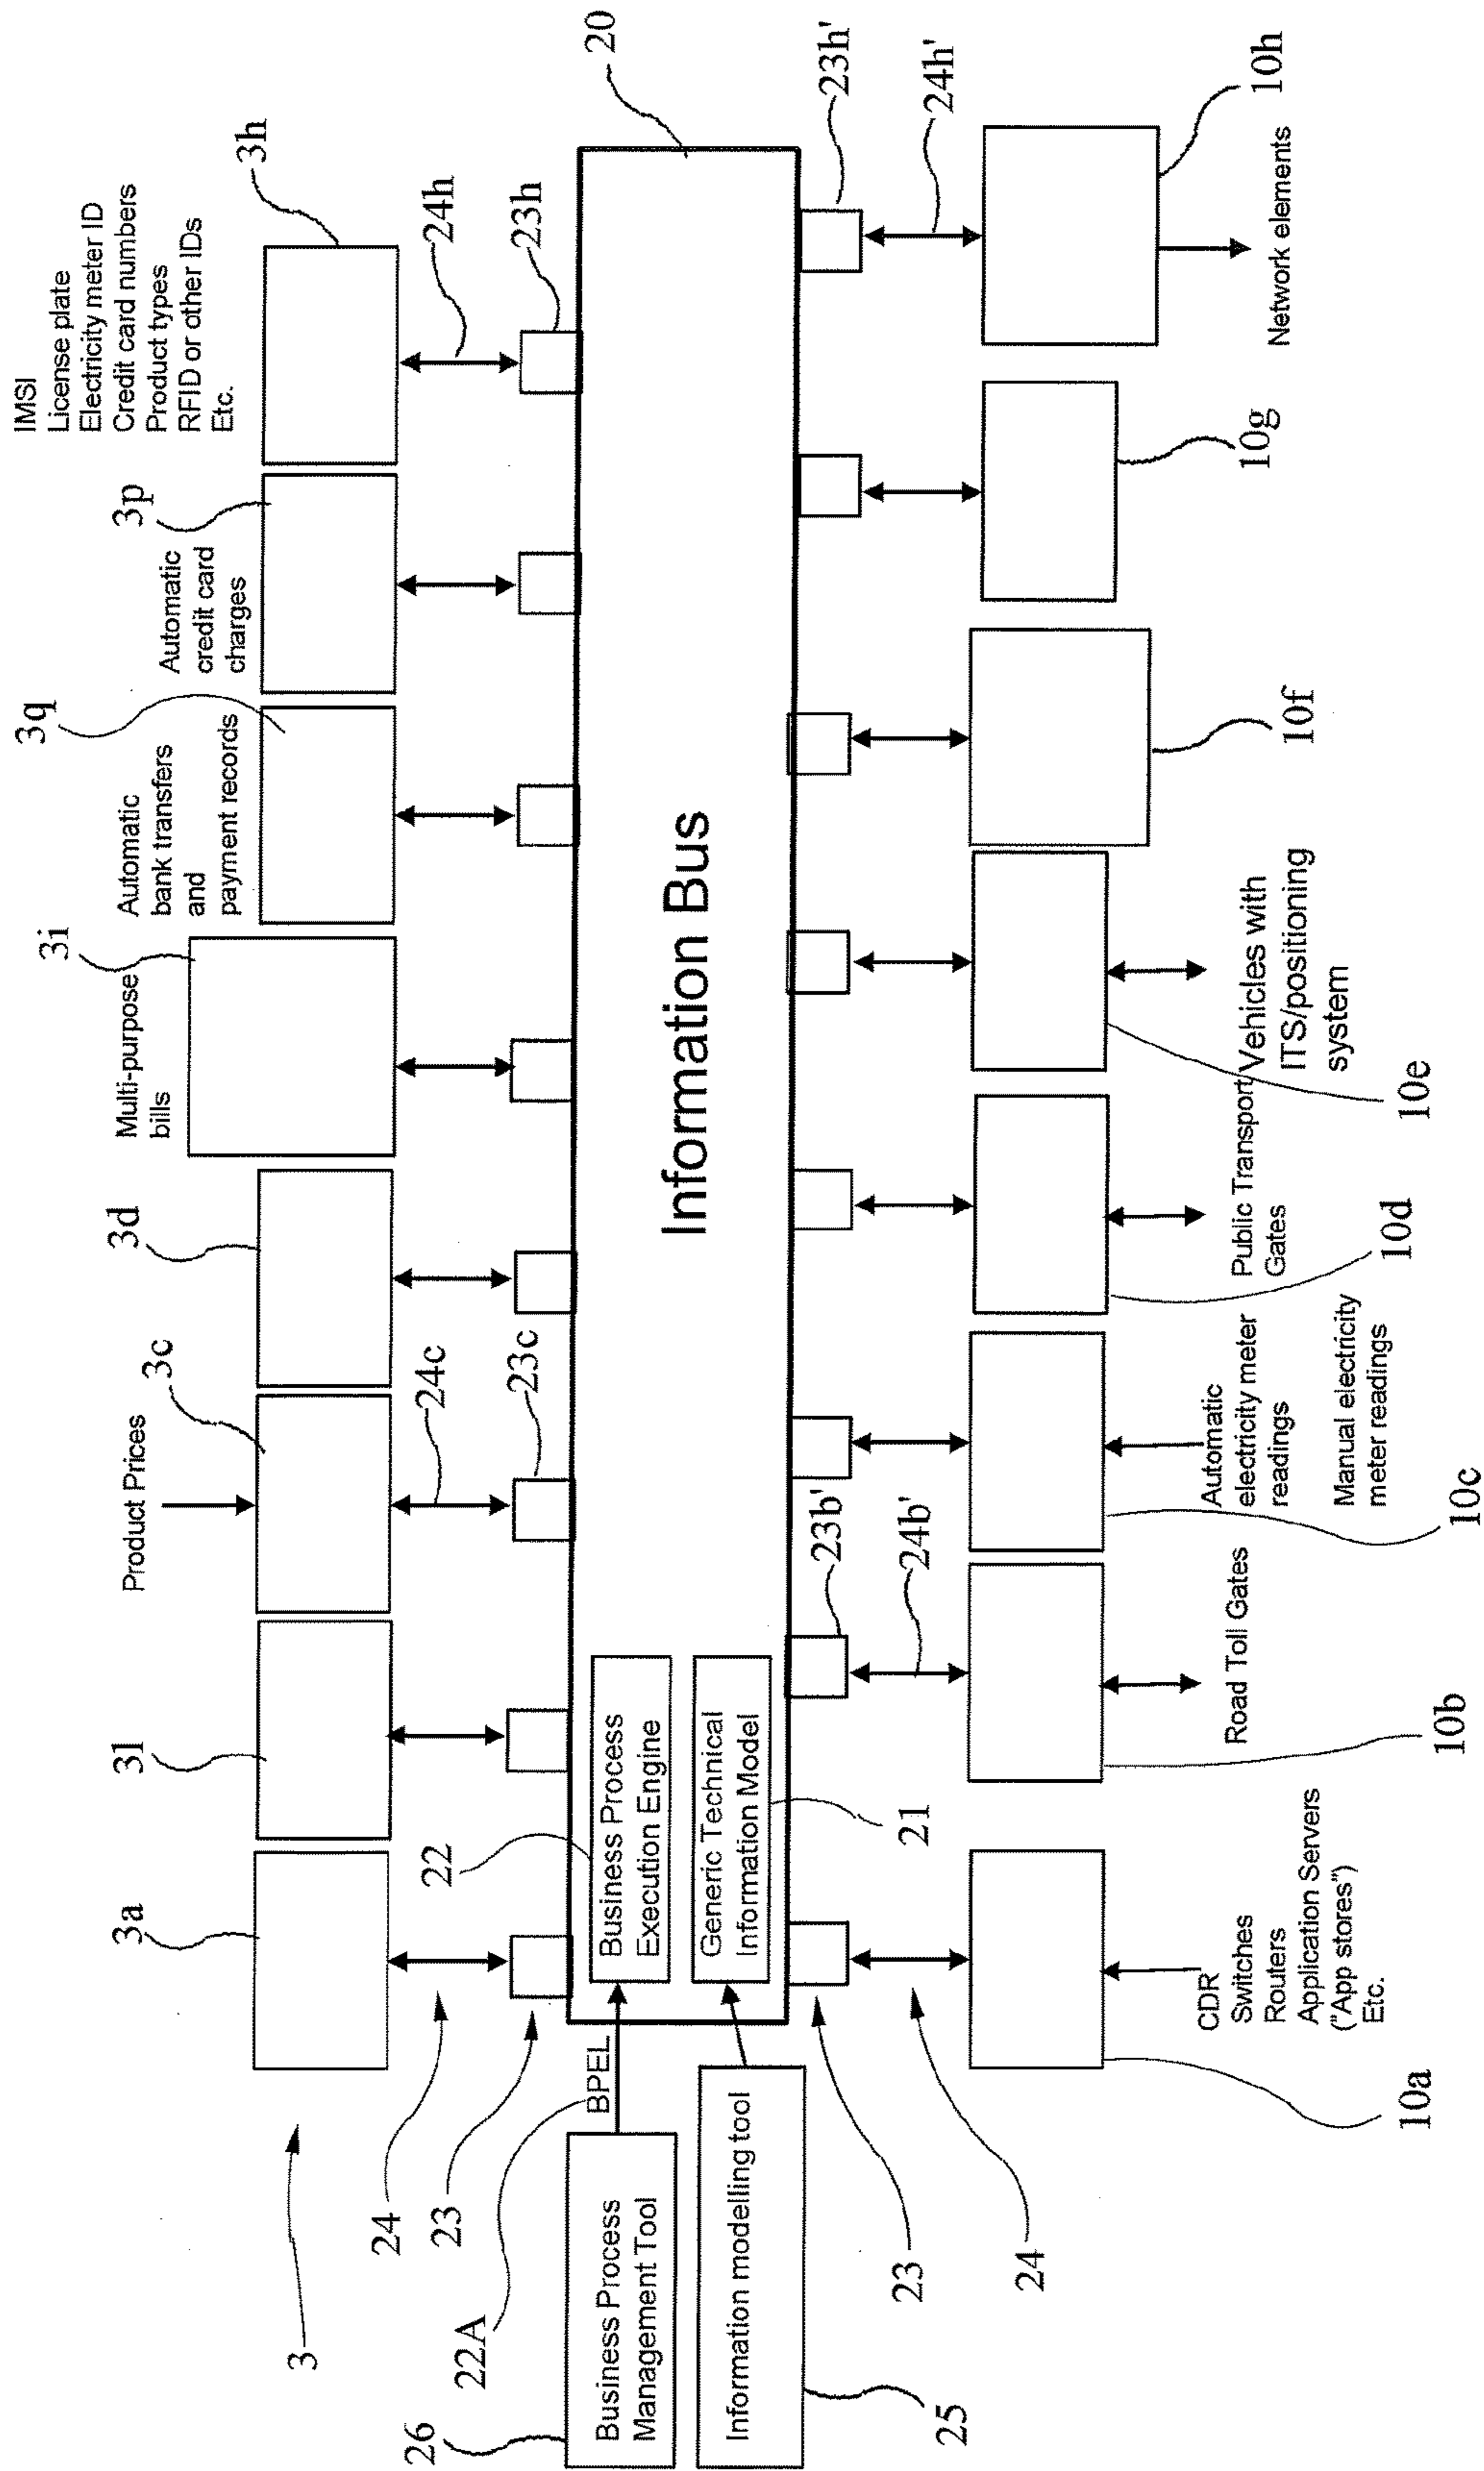 IMSI
License plate
Electricity meter ID
Credit card numbers
Product types
RFID or other IDs
Etc.
3h
24h
23h
3p
Automatic
credit card
charges
3q
Automatic
bank transfers
and
payment records
3i
Multi-purpose
bills
3d
Product Prices
3c
24c
23c
3l
3a
3
24
23
22A
BPEL
26
Business Process
Management Tool
22
Business Process
Execution Engine
Information Bus
20
Generic Technical
Information Model
21
Information modelling tool
25
23
24
23b'
24b'
23h'
24h'
10a
CDR
Switches
Routers
Application Servers
("App stores")
Etc.
10b
Road Toll Gates
10c
Automatic
electricity meter
readings
Manual electricity
meter readings
10d
Public Transport
Gates
10e
Vehicles with
ITS/positioning
system
10f
10g
10h
Network elements